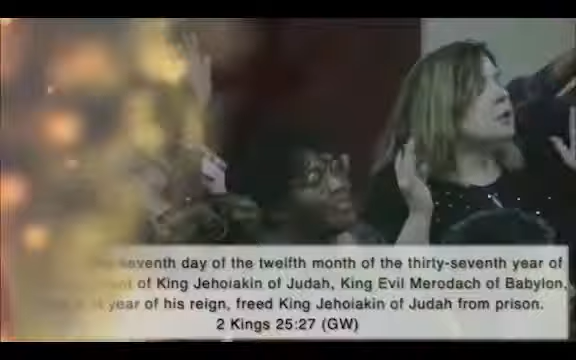 seventh day of the twelfth month of the thirty-seventh year of
of King Jehoiakin of Judah, King Evil Merodach of Babylon,
year of his reign, freed King Jehoiakin of Judah from prison.
2 Kings 25:27 (GW)